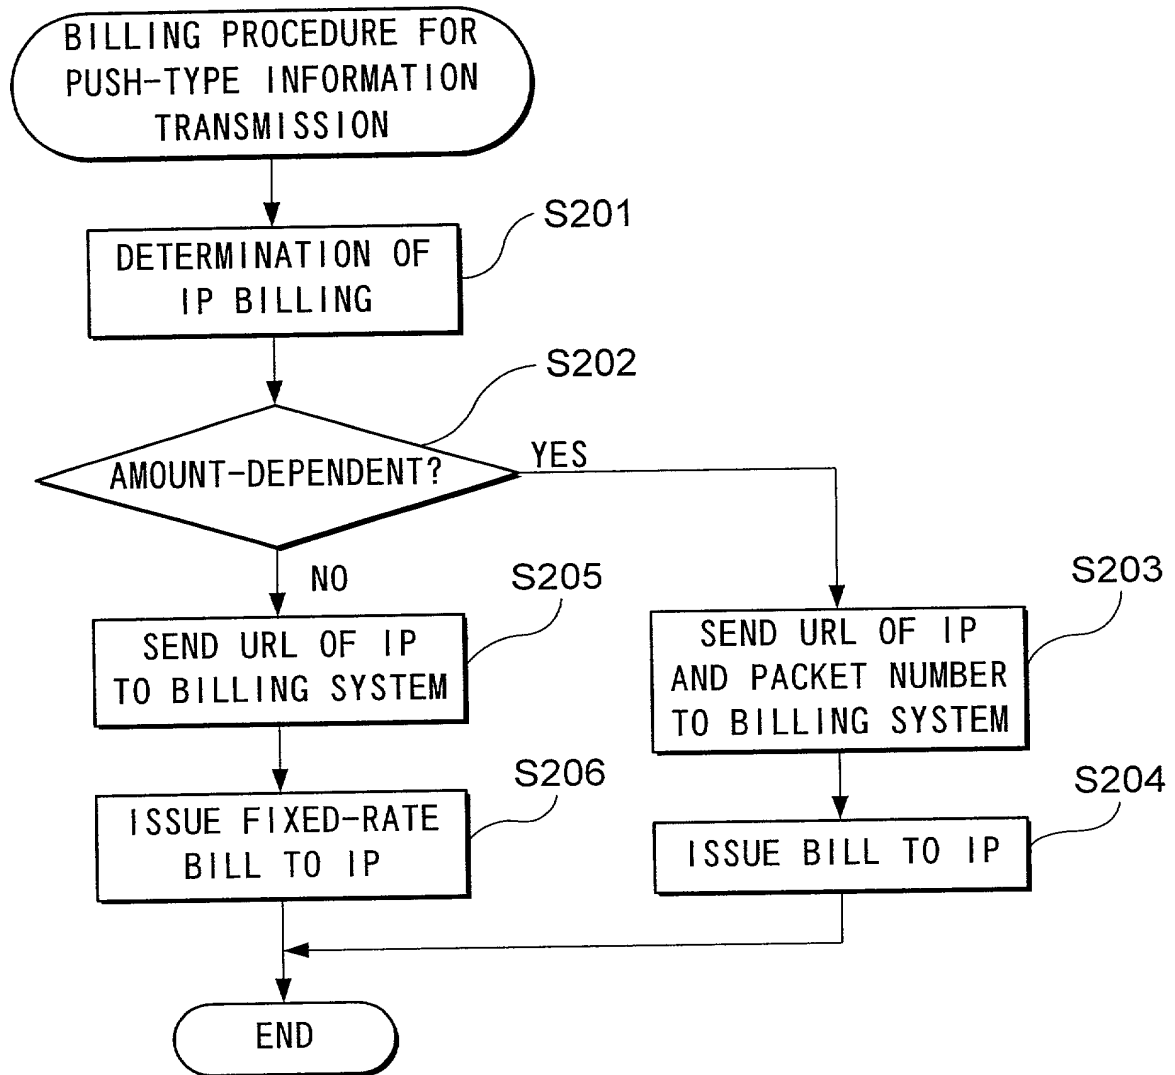 BILLING PROCEDURE FOR
PUSH-TYPE INFORMATION
TRANSMISSION
S201
DETERMINATION OF
IP BILLING
S202
AMOUNT-DEPENDENT?
YES
NO
S205
SEND URL OF IP
TO BILLING SYSTEM
S203
SEND URL OF IP
AND PACKET NUMBER
TO BILLING SYSTEM
S206
ISSUE FIXED-RATE
BILL TO IP
S204
ISSUE BILL TO IP
END